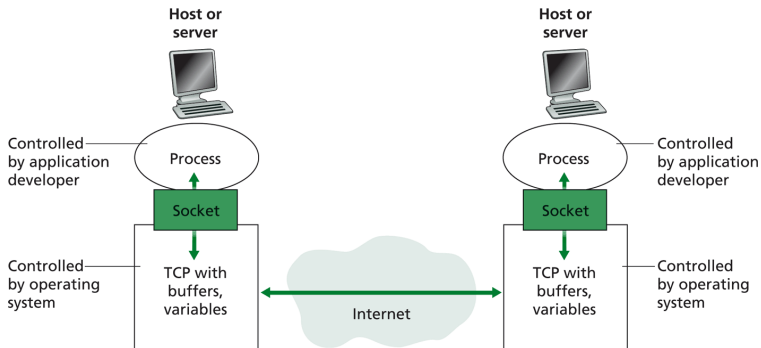 Host or
server
Host or
server
Controlled
by application
developer
Process
Process
Controlled
by application
developer
Socket
Socket
Controlled
by operating
system
TCP with
buffers,
variables
Internet
TCP with
buffers,
variables
Controlled
by operating
system